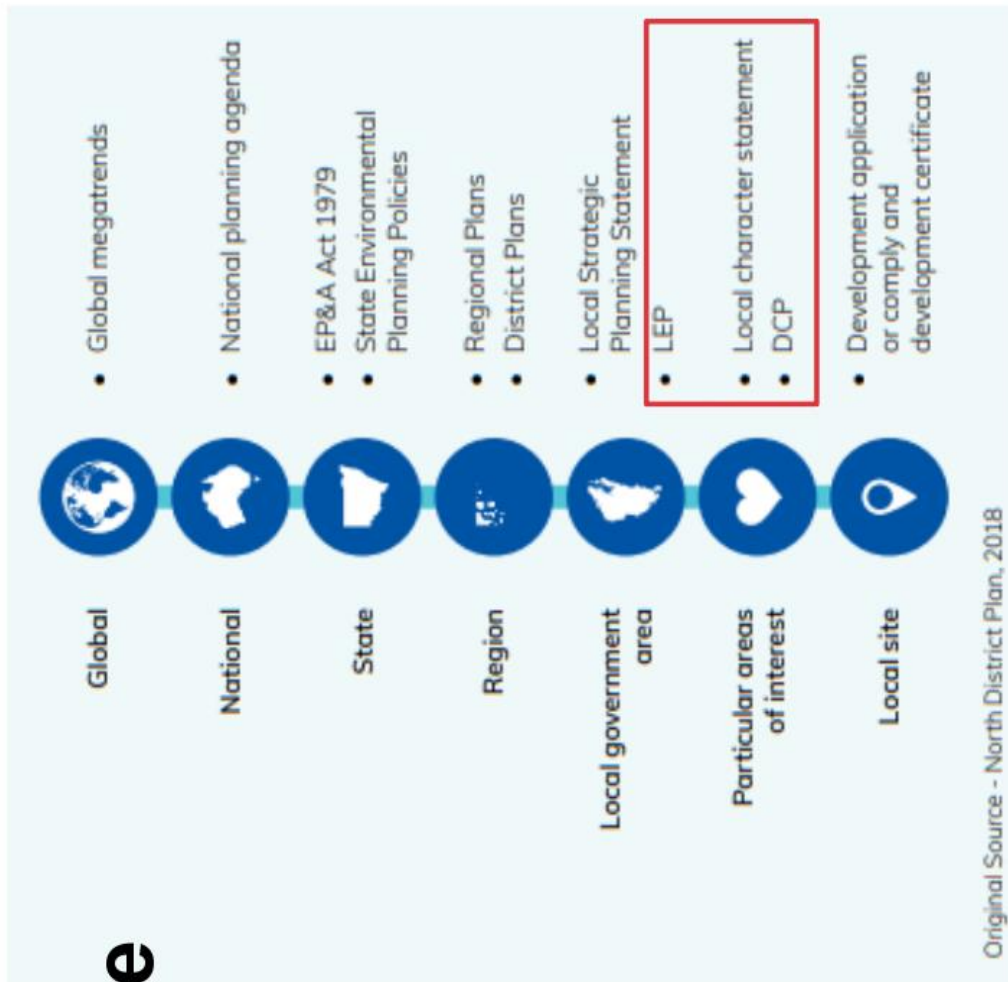 e
Global
• Global megatrends
National
• National planning agenda
State
• EP&A Act 1979
• State Environmental
Planning Policies
Region
• Regional Plans
• District Plans
Local government
area
• Local Strategic
Planning Statement
• LEP
Particular areas
of interest
• Local character statement
• DCP
Local site
• Development application
or comply and
development certificate
Original Source - North District Plan, 2018